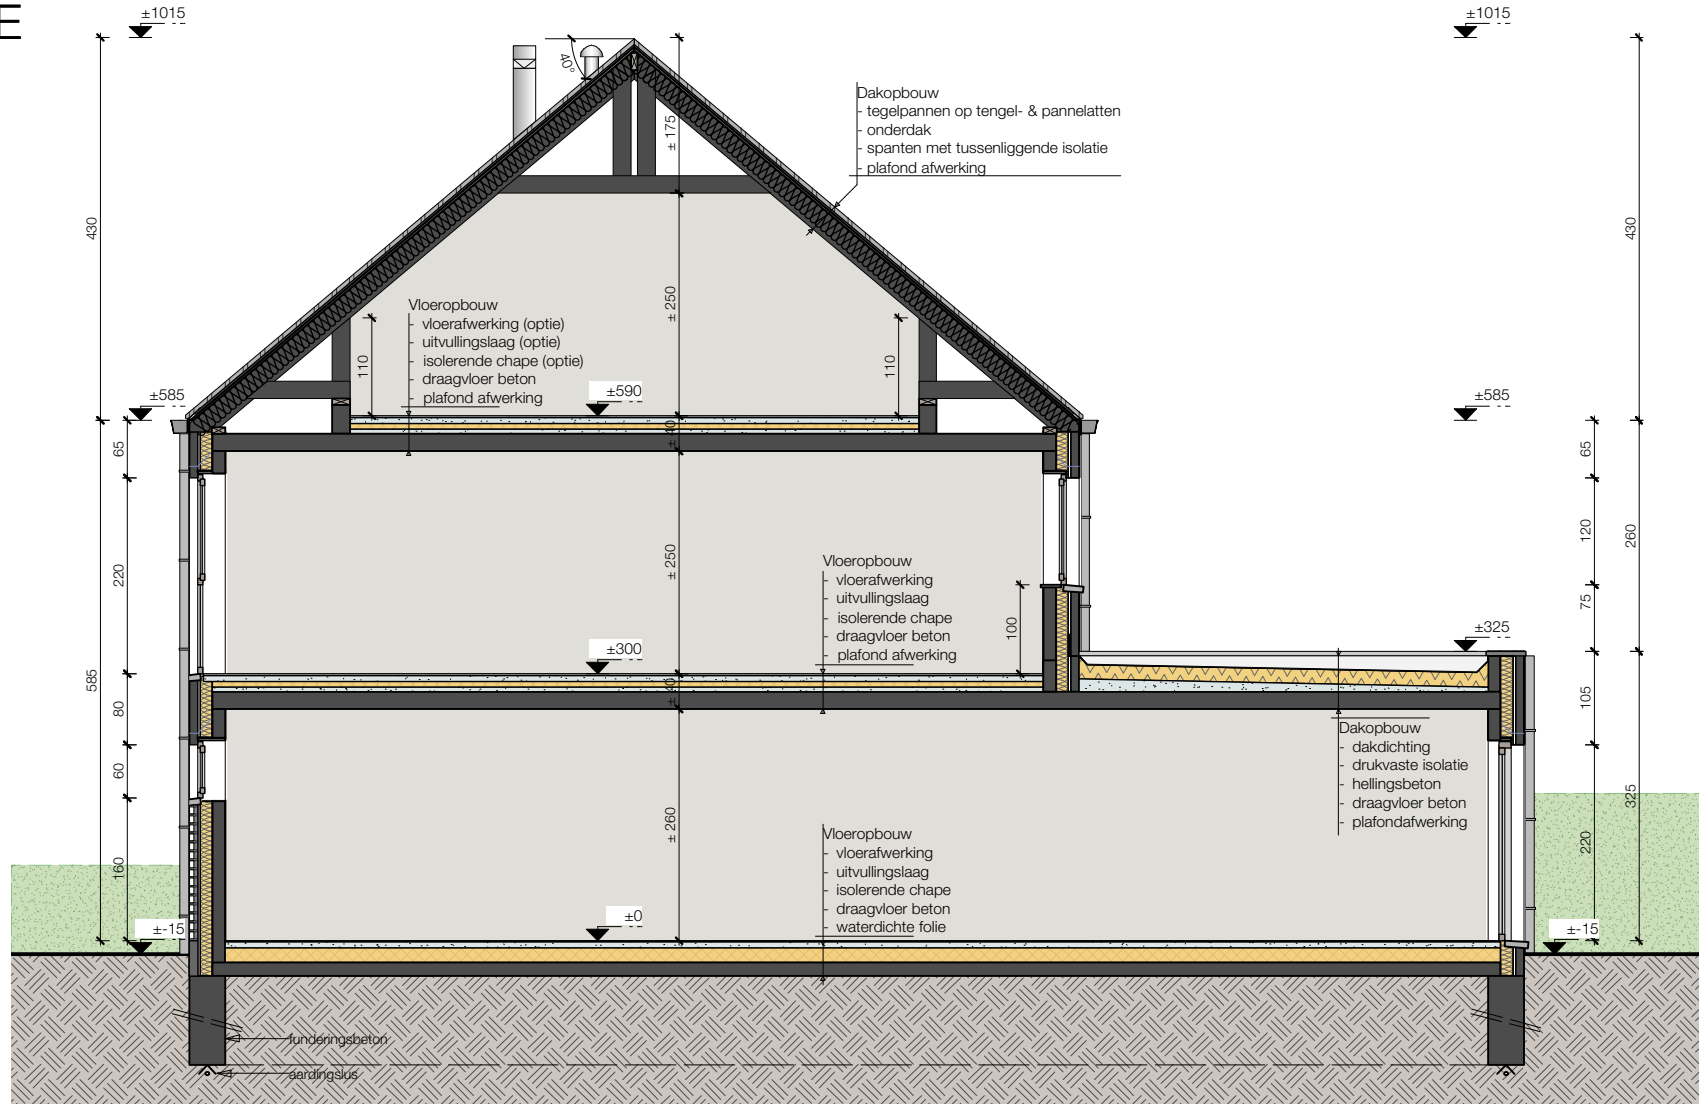 E
±1015
±1015
40°
± 175
Dakopbouw
- tegelpannen op tengel- & pannelatten
- onderdak
- spanten met tussenliggende isolatie
- plafond afwerking
430
430
± 250
Vloeropbouw
- vloerafwerking (optie)
- uitvullingslaag (optie)
- isolerende chape (optie)
- draagvloer beton
- plafond afwerking
110
110
±585
±590
±585
± 40
65
65
220
± 250
120
260
Vloeropbouw
- vloerafwerking
- uitvullingslaag
- isolerende chape
- draagvloer beton
- plafond afwerking
100
75
±300
±325
585
± 40
80
105
Dakopbouw
- dakdichting
- drukvaste isolatie
- hellingsbeton
- draagvloer beton
- plafondafwerking
60
325
± 260
Vloeropbouw
- vloerafwerking
- uitvullingslaag
- isolerende chape
- draagvloer beton
- waterdichte folie
160
220
±-15
±0
±-15
funderingsbeton
aardingslus